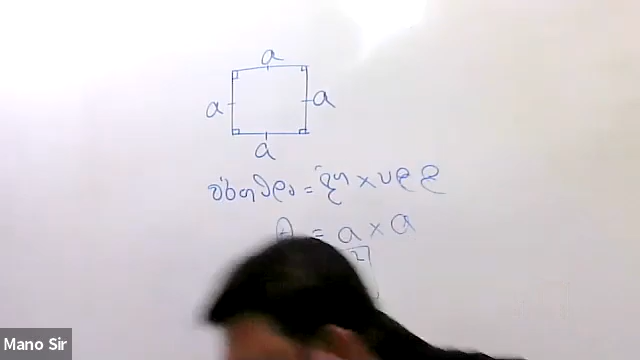 a
a a
a
වර්ගඵලය = දිග × පළල
A = a × a
Mano Sir